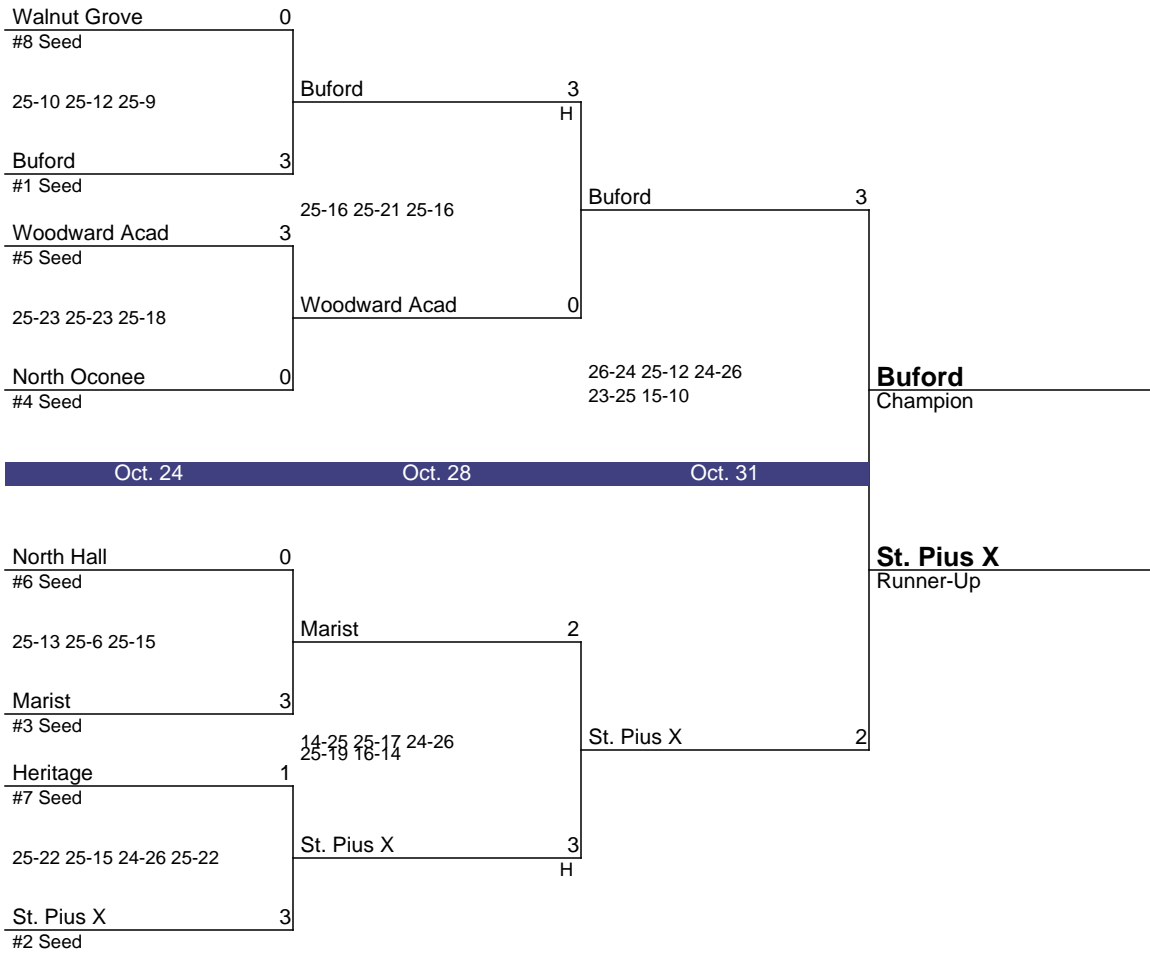 Walnut Grove 0
#8 Seed
25-10 25-12 25-9
Buford 3
#1 Seed
Woodward Acad 3
#5 Seed
25-23 25-23 25-18
North Oconee 0
#4 Seed
Buford 3
H
25-16 25-21 25-16
Woodward Acad 0
Buford 3
26-24 25-12 24-26
23-25 15-10
Buford
Champion
Oct. 24 Oct. 28 Oct. 31
North Hall 0
#6 Seed
25-13 25-6 25-15
Marist 3
#3 Seed
Heritage 1
#7 Seed
25-22 25-15 24-26 25-22
St. Pius X 3
#2 Seed
Marist 2
14-25 25-17 24-26
25-19 16-14
St. Pius X 3
H
St. Pius X 2
St. Pius X
Runner-Up